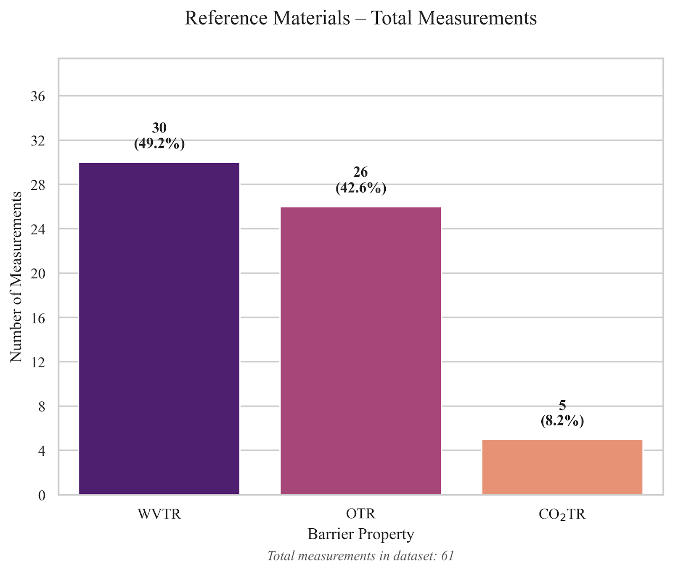 Reference Materials – Total Measurements
36
32
28
24
20
16
12
8
4
0
Number of Measurements
30
(49.2%)
26
(42.6%)
5
(8.2%)
WVTR
OTR
CO₂TR
Barrier Property
Total measurements in dataset: 61